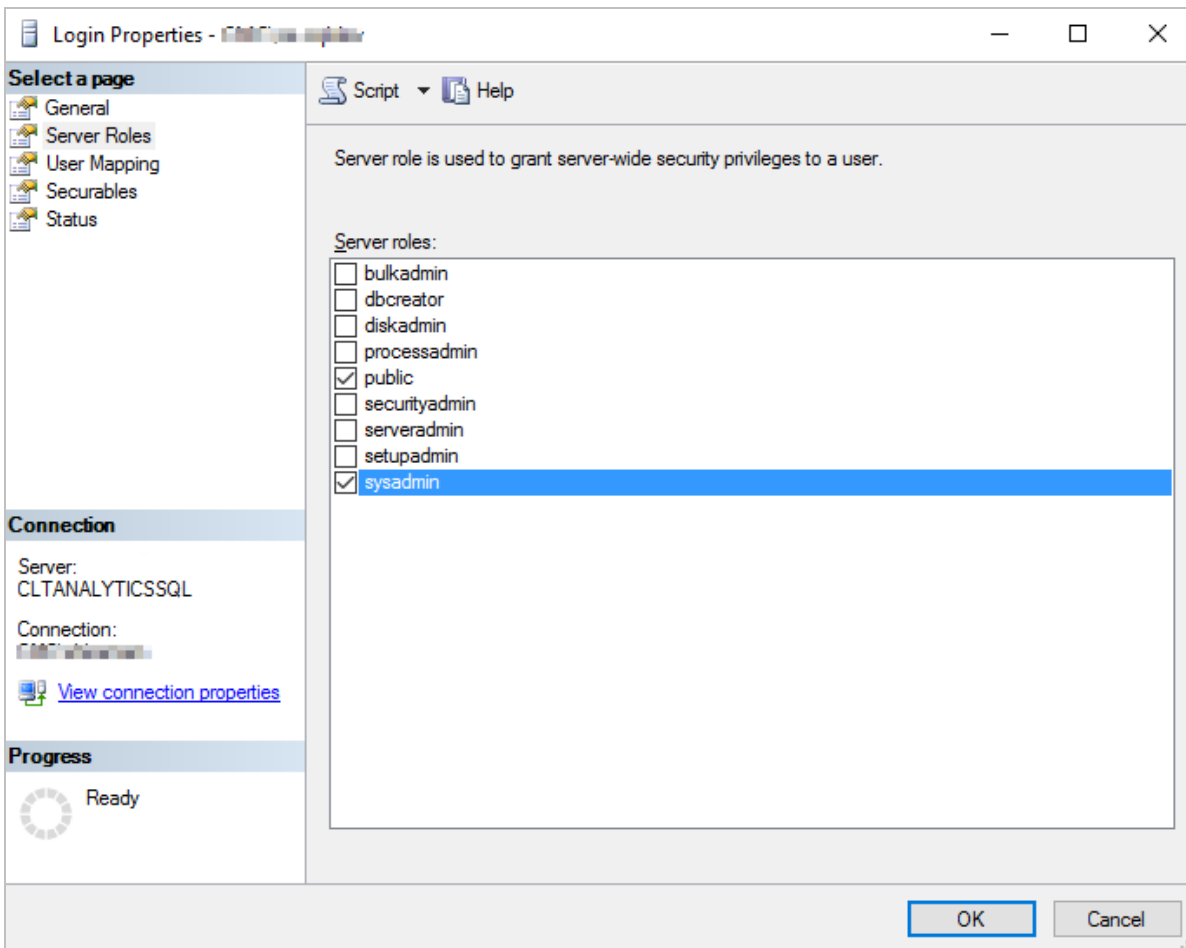 Login Properties -
Select a page
General
Server Roles
User Mapping
Securables
Status
Script Help
Server role is used to grant server-wide security privileges to a user.
Server roles:
bulkadmin
dbcreator
diskadmin
processadmin
public
securityadmin
serveradmin
setupadmin
sysadmin
Connection
Server:
CLTANALYTICSSQL
Connection:
View connection properties
Progress
Ready
OK Cancel